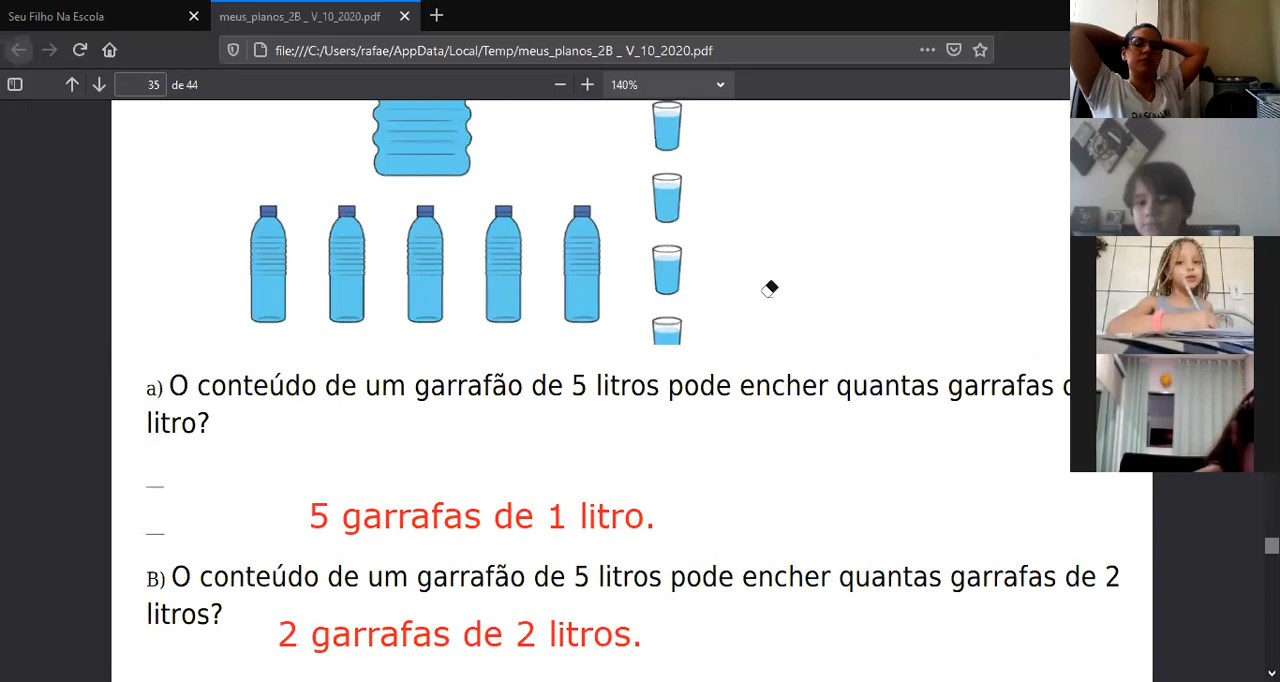 Seu Filho Na Escola
meus_planos_2B _ V_10_2020.pdf
file:///C:/Users/rafae/AppData/Local/Temp/meus_planos_2B _ V_10_2020.pdf
35 de 44
140%
a) O conteúdo de um garrafão de 5 litros pode encher quantas garrafas
litro?
5 garrafas de 1 litro.
B) O conteúdo de um garrafão de 5 litros pode encher quantas garrafas de 2
litros?
2 garrafas de 2 litros.